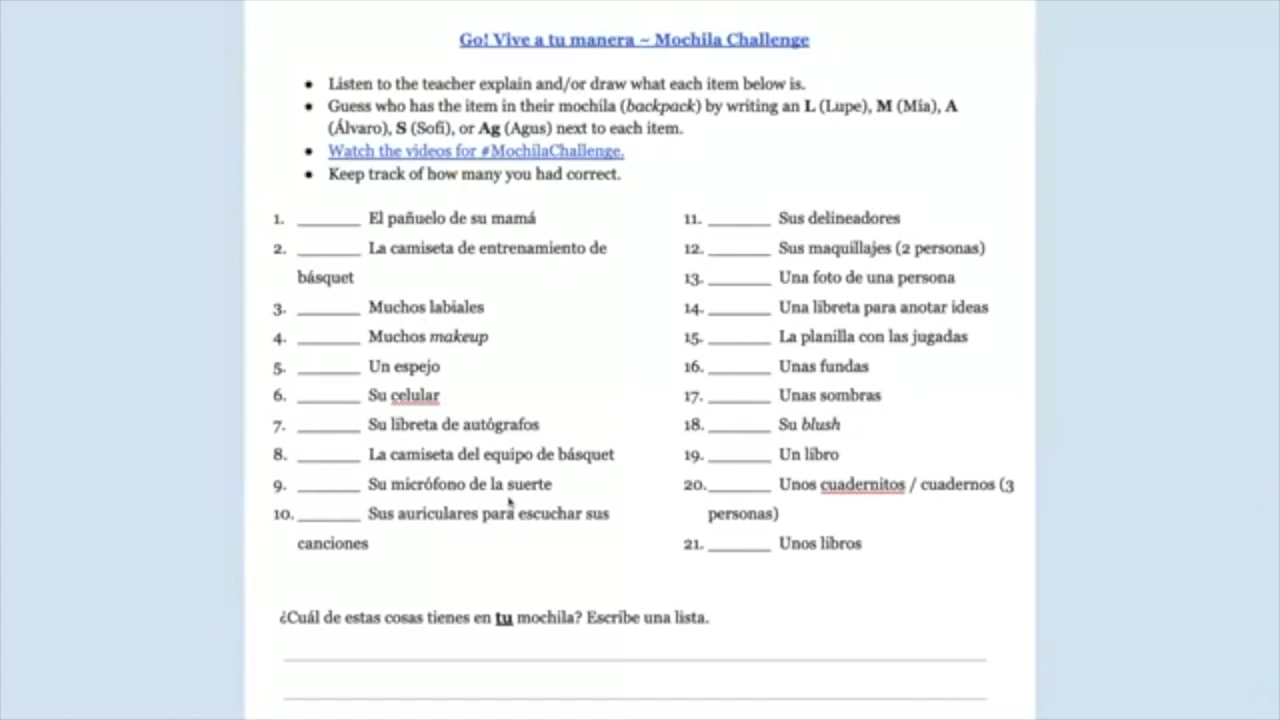 Go! Vive a tu manera ~ Mochila Challenge
● Listen to the teacher explain and/or draw what each item below is.
● Guess who has the item in their mochila (backpack) by writing an L (Lupe), M (Mía), A
(Álvaro), S (Sofi), or Ag (Agus) next to each item.
● Watch the videos for #MochilaChallenge.
● Keep track of how many you had correct.
1. _______ El pañuelo de su mamá
2. _______ La camiseta de entrenamiento de
básquet
3. _______ Muchos labiales
4. _______ Muchos makeup
5. _______ Un espejo
6. _______ Su celular
7. _______ Su libreta de autógrafos
8. _______ La camiseta del equipo de básquet
9. _______ Su micrófono de la suerte
10. _______ Sus auriculares para escuchar sus
canciones
11. _______ Sus delineadores
12. _______ Sus maquillajes (2 personas)
13. _______ Una foto de una persona
14. _______ Una libreta para anotar ideas
15. _______ La planilla con las jugadas
16. _______ Unas fundas
17. _______ Unas sombras
18. _______ Su blush
19. _______ Un libro
20. _______ Unos cuadernitos / cuadernos (3
personas)
21. _______ Unos libros
¿Cuál de estas cosas tienes en tu mochila? Escribe una lista.